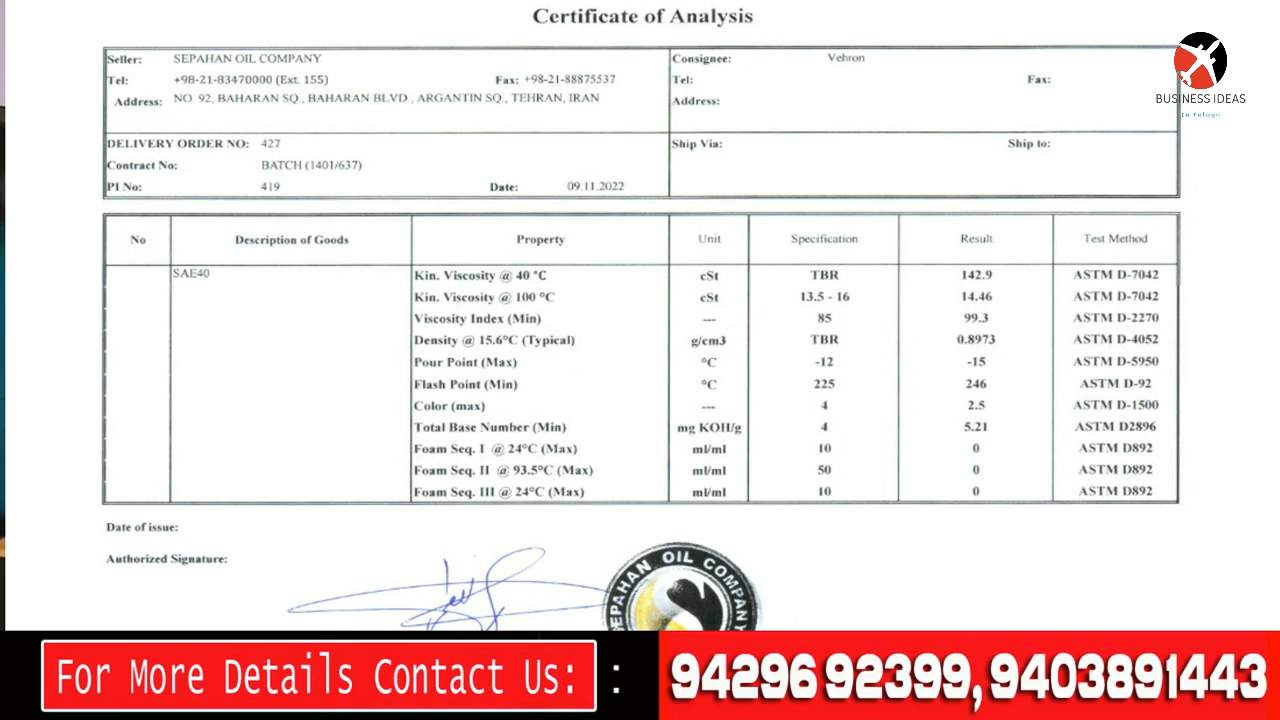 Certificate of Analysis
Seller: SEPAHAN OIL COMPANY
Tel: +98-21-83470000 (Ext. 155) Fax: +98-21-88875537
Address: NO 92, BAHARAN SQ., BAHARAN BLVD., ARGANTIN SQ., TEHRAN, IRAN
Consignee: Vehron
Tel: Fax:
Address:
BUSINESS IDEAS
In Telugu
DELIVERY ORDER NO: 427
Contract No: BATCH (1401/637)
PI No: 419 Date: 09.11.2022
Ship Via: Ship to:
No Description of Goods Property Unit Specification Result Test Method
SAE40 Kin. Viscosity @ 40 °C cSt TBR 142.9 ASTM D-7042
Kin. Viscosity @ 100 °C cSt 13.5 - 16 14.46 ASTM D-7042
Viscosity Index (Min) --- 85 99.3 ASTM D-2270
Density @ 15.6°C (Typical) g/cm3 TBR 0.8973 ASTM D-4052
Pour Point (Max) °C -12 -15 ASTM D-5950
Flash Point (Min) °C 225 246 ASTM D-92
Color (max) --- 4 2.5 ASTM D-1500
Total Base Number (Min) mg KOH/g 4 5.21 ASTM D2896
Foam Seq. I @ 24°C (Max) ml/ml 10 0 ASTM D892
Foam Seq. II @ 93.5°C (Max) ml/ml 50 0 ASTM D892
Foam Seq. III @ 24°C (Max) ml/ml 10 0 ASTM D892
Date of issue:
Authorized Signature:
SEPAHAN OIL COMPANY
For More Details Contact Us: :
94296 92399, 9403891443